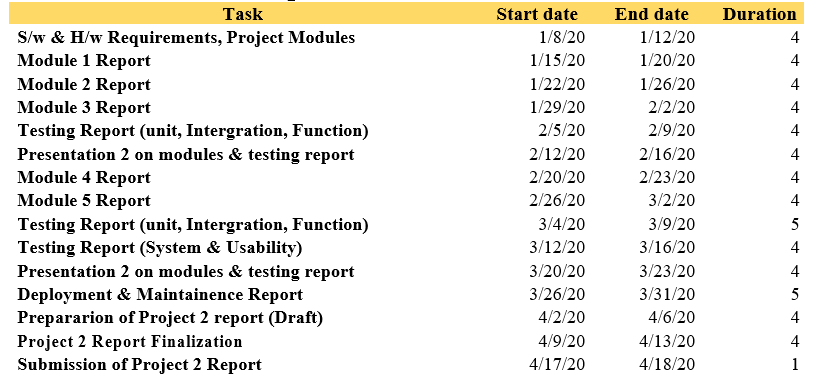 Task Start date End date Duration
S/w & H/w Requirements, Project Modules 1/8/20 1/12/20 4
Module 1 Report 1/15/20 1/20/20 4
Module 2 Report 1/22/20 1/26/20 4
Module 3 Report 1/29/20 2/2/20 4
Testing Report (unit, Intergration, Function) 2/5/20 2/9/20 4
Presentation 2 on modules & testing report 2/12/20 2/16/20 4
Module 4 Report 2/20/20 2/23/20 4
Module 5 Report 2/26/20 3/2/20 4
Testing Report (unit, Intergration, Function) 3/4/20 3/9/20 5
Testing Report (System & Usability) 3/12/20 3/16/20 4
Presentation 2 on modules & testing report 3/20/20 3/23/20 4
Deployment & Maintainence Report 3/26/20 3/31/20 5
Prepararion of Project 2 report (Draft) 4/2/20 4/6/20 4
Project 2 Report Finalization 4/9/20 4/13/20 4
Submission of Project 2 Report 4/17/20 4/18/20 1